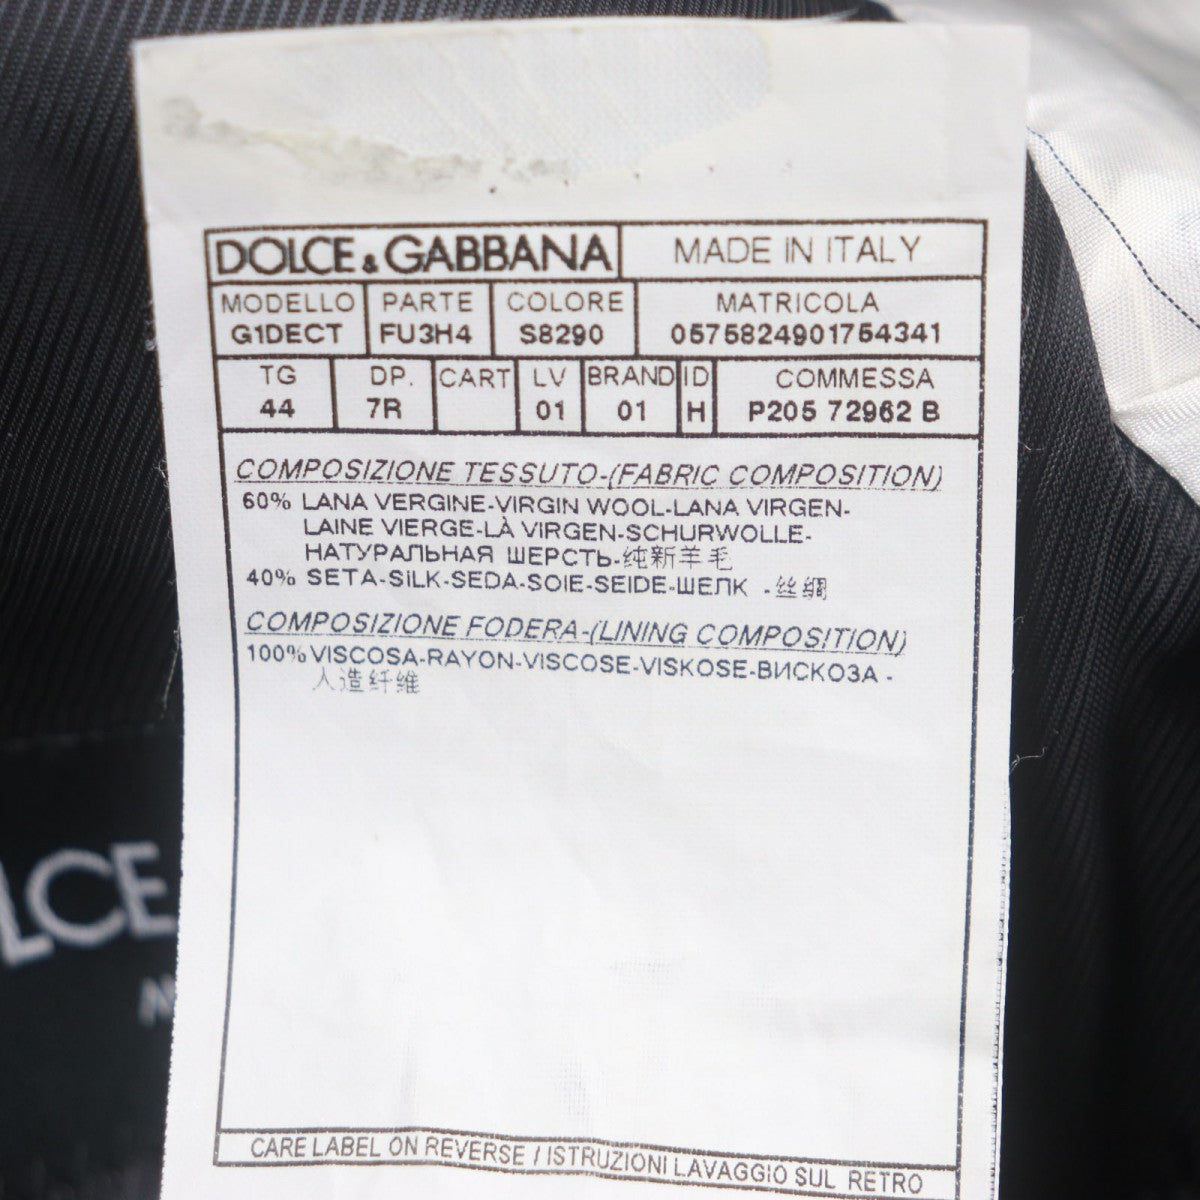 DOLCE & GABBANA MADE IN ITALY
MODELLO PARTE COLORE MATRICOLA
G1DECT FU3H4 S8290 0575824901754341
TG DP. CART LV BRAND ID COMMESSA
44 7R 01 01 H P205 72962 B
COMPOSIZIONE TESSUTO-(FABRIC COMPOSITION)
60% LANA VERGINE-VIRGIN WOOL-LANA VIRGEN-
LAINE VIERGE-LÀ VIRGEN-SCHURWOLLE-
НАТУРАЛЬНАЯ ШЕРСТЬ-纯新羊毛
40% SETA-SILK-SEDA-SOIE-SEIDE-ШЕЛК -丝绸
COMPOSIZIONE FODERA-(LINING COMPOSITION)
100% VISCOSA-RAYON-VISCOSE-VISKOSE-ВИСКОЗА -
人造纤维
LCE
CARE LABEL ON REVERSE / ISTRUZIONI LAVAGGIO SUL RETRO